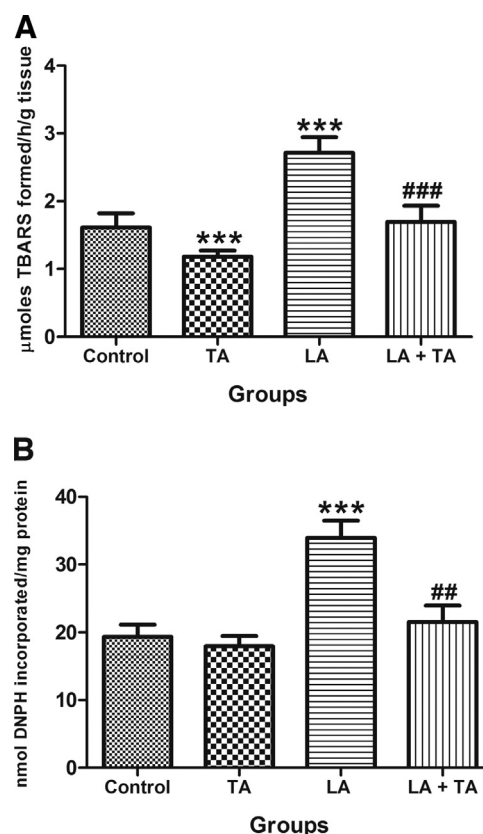 A
μmoles TBARS formed/h/g tissue
4
3
2
1
0
***
***
###
Control TA LA LA + TA
Groups
B
nmol DNPH incorporated/mg protein
40
30
20
10
0
***
##
Control TA LA LA + TA
Groups